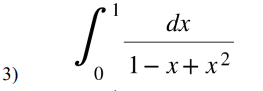 3) ∫₀¹ dx / (1 − x + x²)